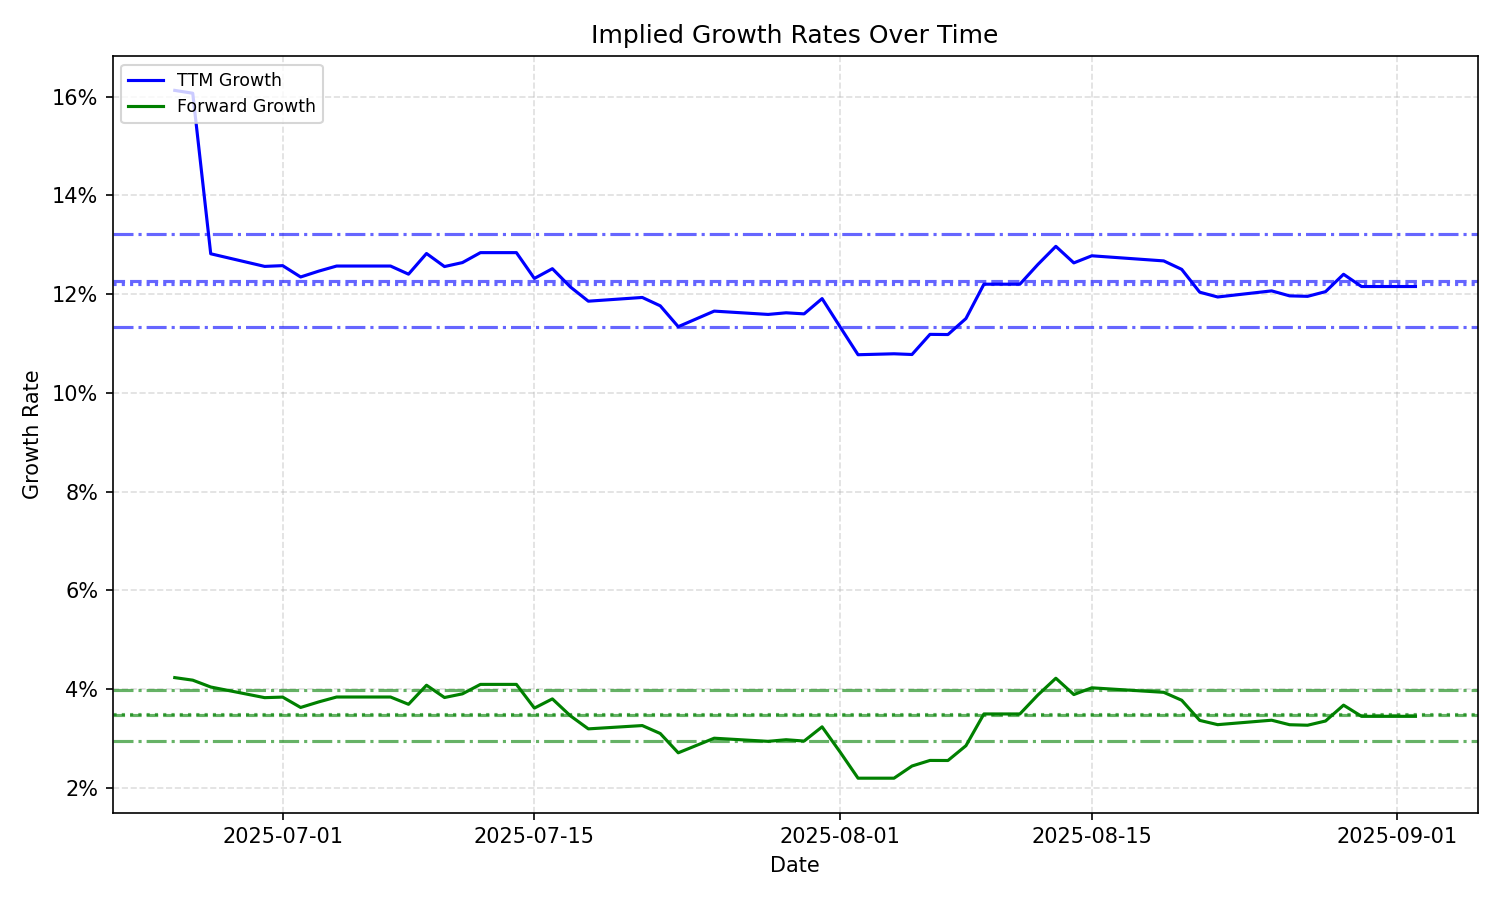 Implied Growth Rates Over Time
TTM Growth
Forward Growth
Growth Rate
16%
14%
12%
10%
8%
6%
4%
2%
2025-07-01
2025-07-15
2025-08-01
2025-08-15
2025-09-01
Date